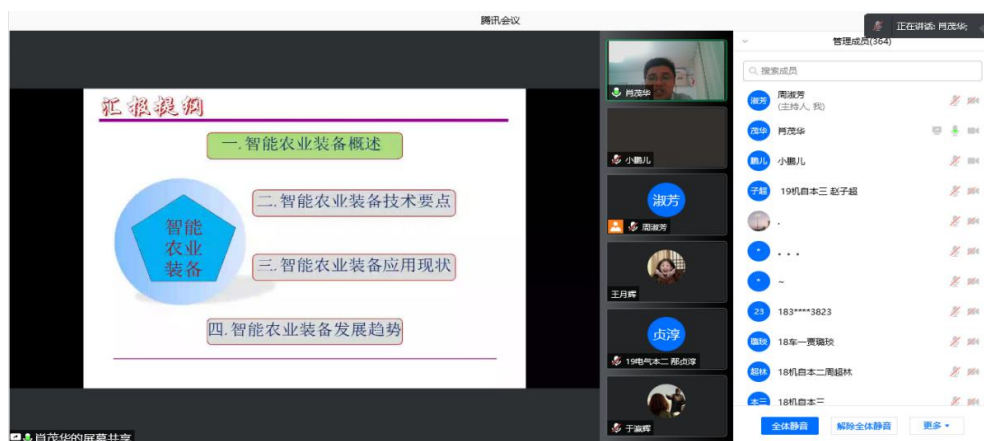 腾讯会议
正在讲话: 肖茂华;
汇报提纲
一.智能农业装备概述
二.智能农业装备技术要点
三.智能农业装备应用现状
四.智能农业装备发展趋势
智能
农业
装备
肖茂华的屏幕共享
肖茂华
小鹏儿
淑芳
周淑芳
王月辉
贞淳
19电气本二 邸贞淳
于瀛辉
管理成员(364)
搜索成员
淑芳
周淑芳
(主持人, 我)
茂华
肖茂华
鹏儿
小鹏儿
子超
19机自本三 赵子超
.
. . .
~
23
183****3823
璐琰
18车一贾璐琰
超林
18机自本二周超林
本三
18机自本三
全体静音
解除全体静音
更多